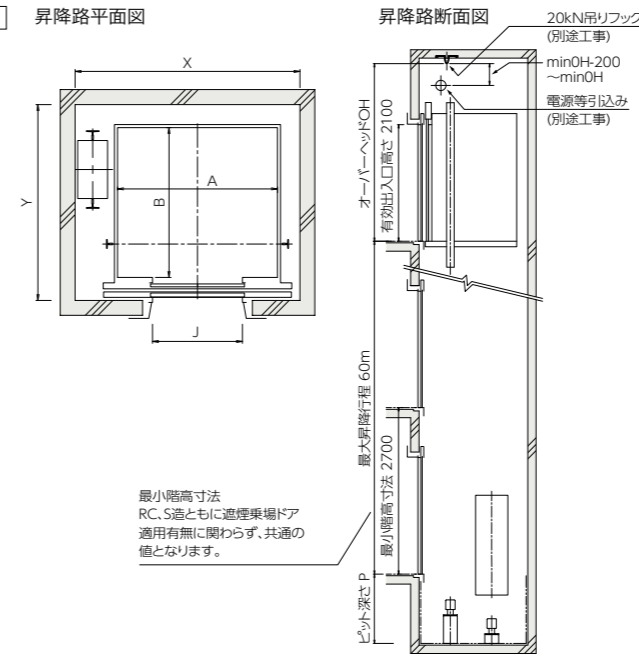 昇降路平面図
X
Y
A
B
J
昇降路断面図
20kN吊りフック
(別途工事)
min0H-200
～min0H
電源等引込み
(別途工事)
オーバーヘッドOH
有効出入口高さ 2100
最大昇降行程 60m
最小階高寸法 2700
ピット深さ P
最小階高寸法
RC、S造ともに遮煙乗場ドア
適用有無に関わらず、共通の
値となります。